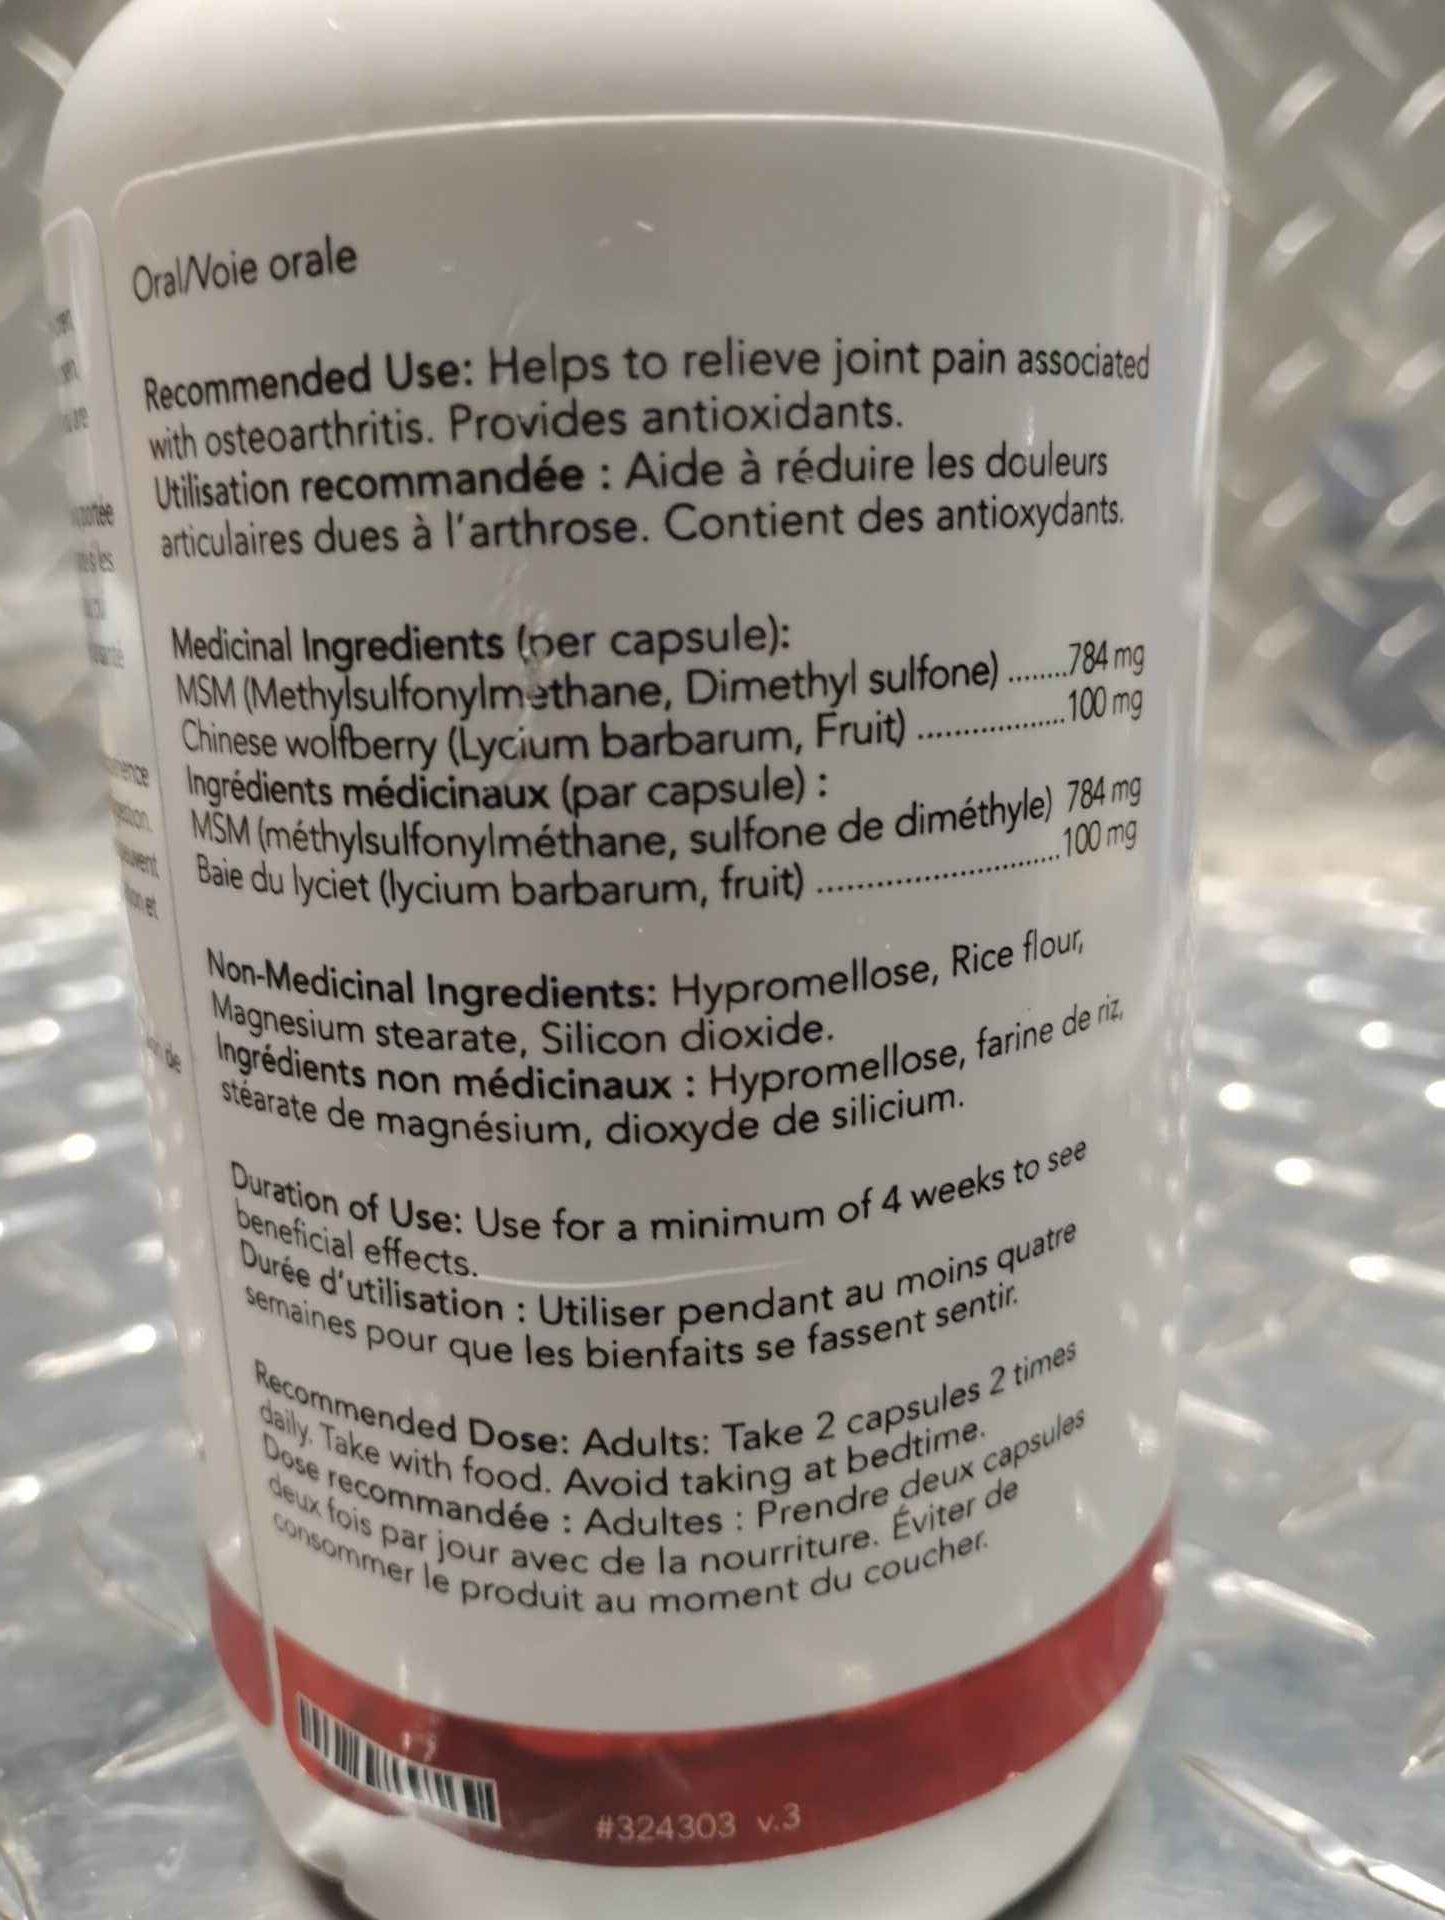 Oral/Voie orale
Recommended Use: Helps to relieve joint pain associated
with osteoarthritis. Provides antioxidants.
Utilisation recommandée : Aide à réduire les douleurs
articulaires dues à l'arthrose. Contient des antioxydants.
Medicinal Ingredients (per capsule):
MSM (Methylsulfonylmethane, Dimethyl sulfone) ........784 mg
Chinese wolfberry (Lycium barbarum, Fruit) ...................100 mg
Ingrédients médicinaux (par capsule) :
MSM (méthylsulfonylméthane, sulfone de diméthyle) 784 mg
Baie du lyciet (lycium barbarum, fruit) ..............................100 mg
Non-Medicinal Ingredients: Hypromellose, Rice flour,
Magnesium stearate, Silicon dioxide.
Ingrédients non médicinaux : Hypromellose, farine de riz,
stéarate de magnésium, dioxyde de silicium.
Duration of Use: Use for a minimum of 4 weeks to see
beneficial effects.
Durée d'utilisation : Utiliser pendant au moins quatre
semaines pour que les bienfaits se fassent sentir.
Recommended Dose: Adults: Take 2 capsules 2 times
daily. Take with food. Avoid taking at bedtime.
Dose recommandée : Adultes : Prendre deux capsules
deux fois par jour avec de la nourriture. Éviter de
consommer le produit au moment du coucher.
#324303 v.3